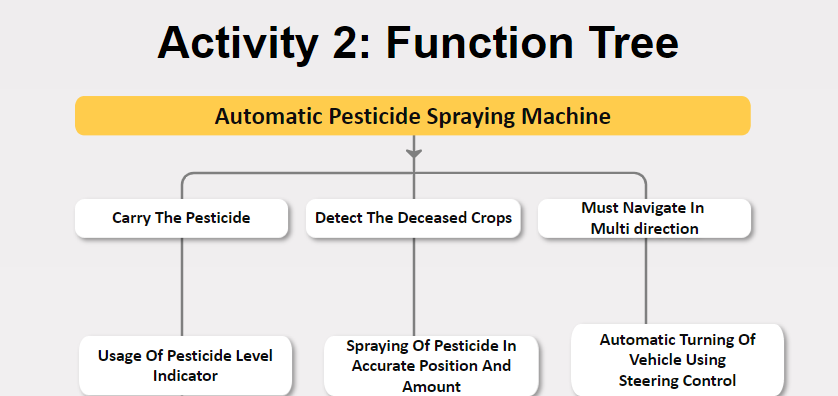 Activity 2: Function Tree
Automatic Pesticide Spraying Machine
Carry The Pesticide
Detect The Deceased Crops
Must Navigate In
Multi direction
Usage Of Pesticide Level
Indicator
Spraying Of Pesticide In
Accurate Position And
Amount
Automatic Turning Of
Vehicle Using
Steering Control